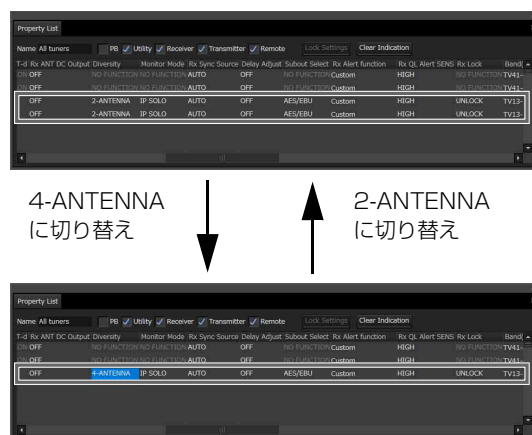 Property List
Name All tuners PB Utility Receiver Transmitter Remote Lock Settings Clear Indication
T-d Rx ANT DC Output Diversity Monitor Mode Rx Sync Source Delay Adjust Subout Select Rx Alert function Rx QL Alert SENS Rx Lock Band
ON OFF NO FUNCTION NO FUNCTION AUTO OFF NO FUNCTION Custom HIGH NO FUNCTION TV41-
ON OFF NO FUNCTION NO FUNCTION AUTO OFF NO FUNCTION Custom HIGH NO FUNCTION TV41-
OFF 2-ANTENNA IP SOLO AUTO OFF AES/EBU Custom HIGH UNLOCK TV13-
OFF 2-ANTENNA IP SOLO AUTO OFF AES/EBU Custom HIGH UNLOCK TV13-
4-ANTENNA
に切り替え
2-ANTENNA
に切り替え
Property List
Name All tuners PB Utility Receiver Transmitter Remote Lock Settings Clear Indication
T-d Rx ANT DC Output Diversity Monitor Mode Rx Sync Source Delay Adjust Subout Select Rx Alert function Rx QL Alert SENS Rx Lock Band
ON OFF NO FUNCTION NO FUNCTION AUTO OFF NO FUNCTION Custom HIGH NO FUNCTION TV41-
ON OFF NO FUNCTION NO FUNCTION AUTO OFF NO FUNCTION Custom HIGH NO FUNCTION TV41-
OFF 4-ANTENNA IP SOLO AUTO OFF AES/EBU Custom HIGH UNLOCK TV13-